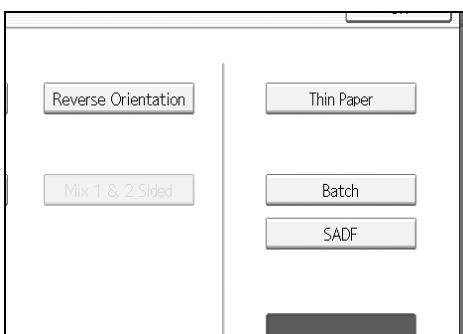 Reverse Orientation
Thin Paper
Mix 1 & 2 Sided
Batch
SADF